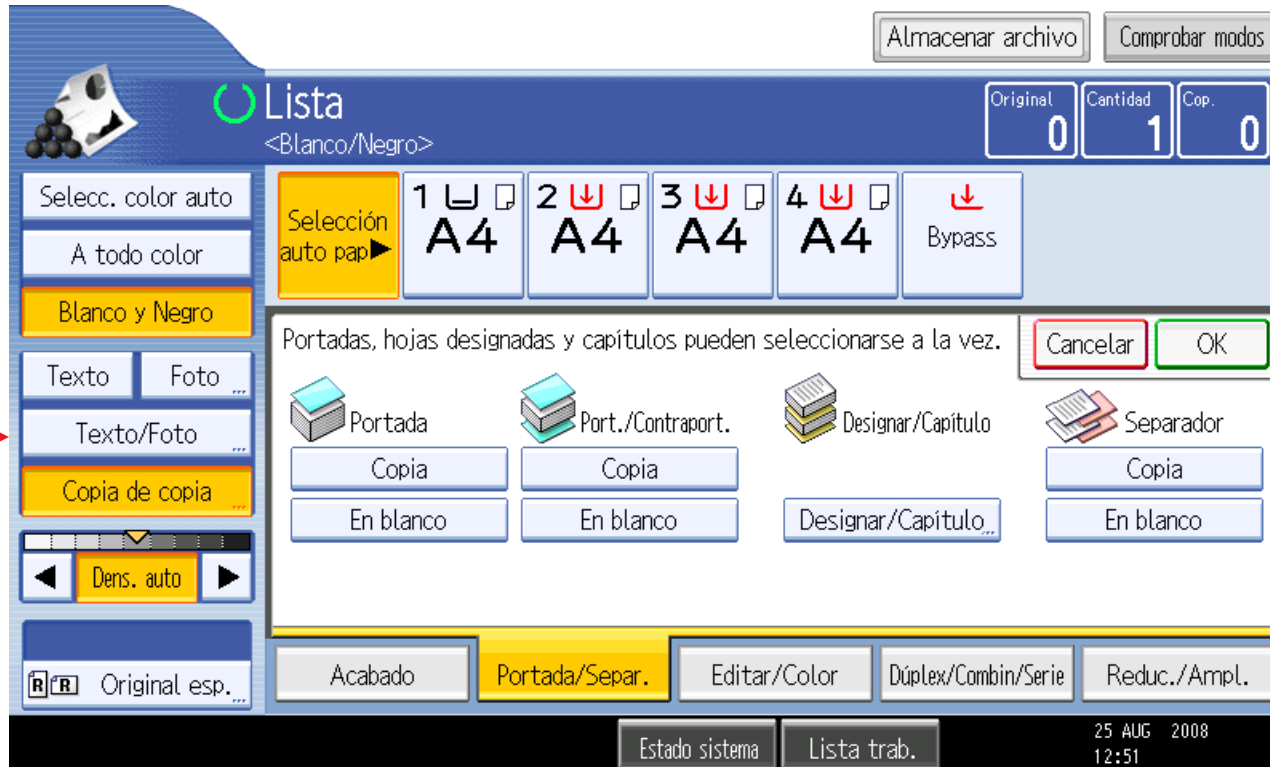 Almacenar archivo
Comprobar modos
Lista
<Blanco/Negro>
Original
0
Cantidad
1
Cop.
0
Selecc. color auto
A todo color
Blanco y Negro
Texto
Foto
Texto/Foto
Copia de copia
Dens. auto
R R Original esp.
Selección
auto pap
1
A4
2
A4
3
A4
4
A4
Bypass
Portadas, hojas designadas y capítulos pueden seleccionarse a la vez.
Cancelar
OK
Portada
Copia
En blanco
Port./Contraport.
Copia
En blanco
Designar/Capítulo
Designar/Capítulo
Separador
Copia
En blanco
Acabado
Portada/Separ.
Editar/Color
Dúplex/Combin/Serie
Reduc./Ampl.
Estado sistema
Lista trab.
25 AUG 2008
12:51